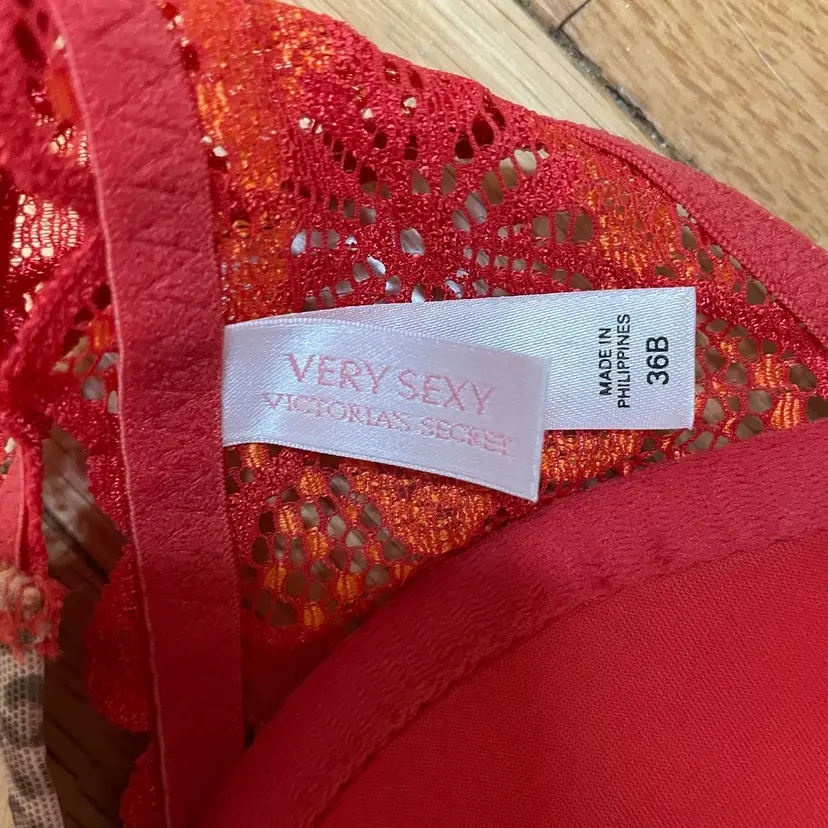 VERY SEXY
VICTORIA'S SECRET
MADE IN
PHILIPPINES
36B